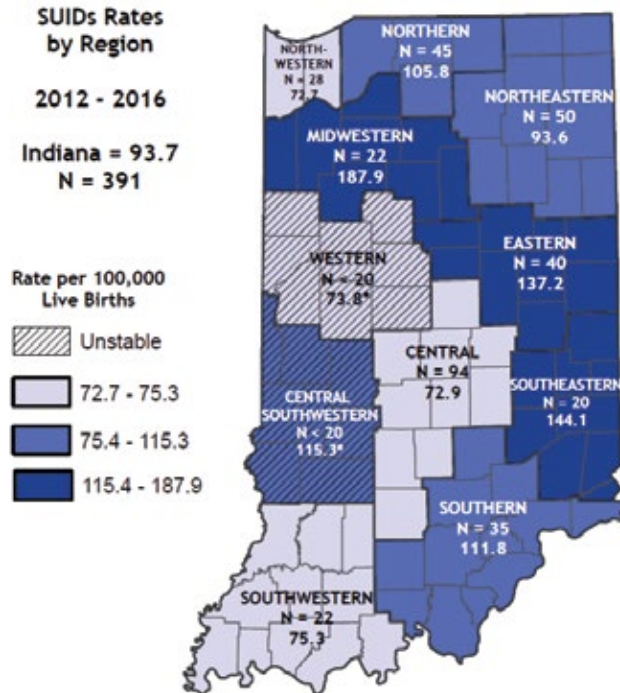 SUIDs Rates
by Region
2012 - 2016
Indiana = 93.7
N = 391
Rate per 100,000
Live Births
Unstable
72.7 - 75.3
75.4 - 115.3
115.4 - 187.9
NORTH-
WESTERN
N = 28
72.7
NORTHERN
N = 45
105.8
NORTHEASTERN
N = 50
93.6
MIDWESTERN
N = 22
187.9
EASTERN
N = 40
137.2
WESTERN
N < 20
73.8*
CENTRAL
N = 94
72.9
CENTRAL
SOUTHWESTERN
N < 20
115.3*
SOUTHEASTERN
N = 20
144.1
SOUTHERN
N = 35
111.8
SOUTHWESTERN
N = 22
75.3